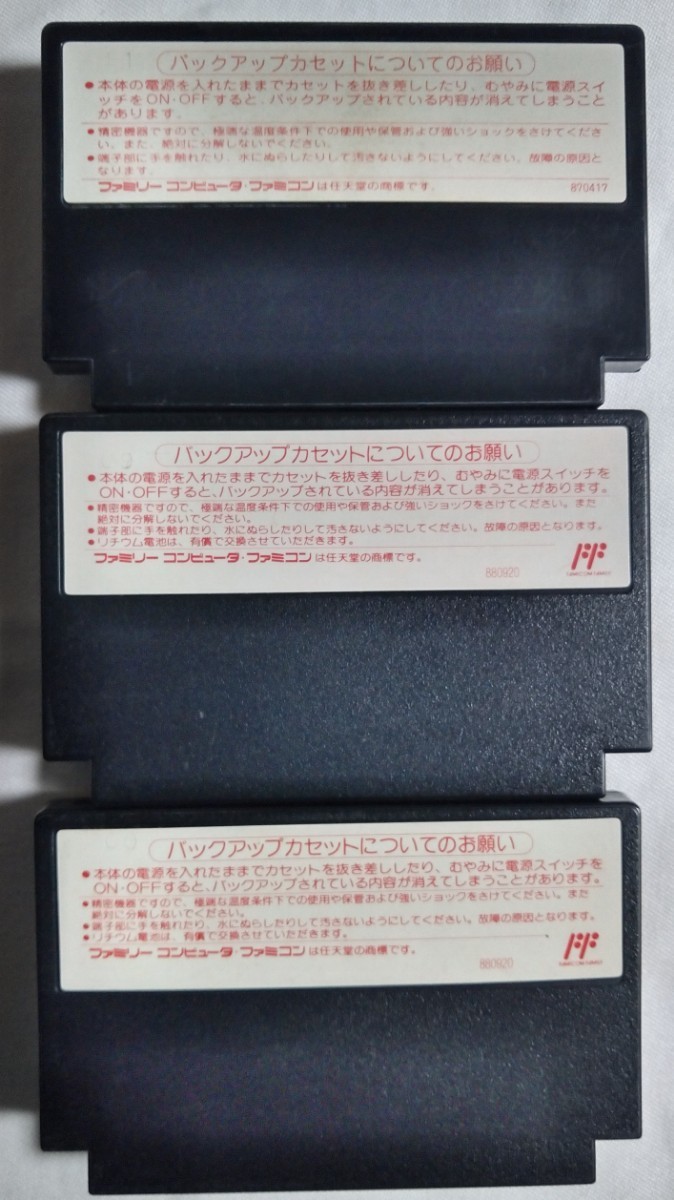 バックアップカセットについてのお願い
●本体の電源を入れたままでカセットを抜き差ししたり、むやみに電源スイ
ッチをON・OFFすると、バックアップされている内容が消えてしまうこと
があります。
●精密機器ですので、極端な温度条件下での使用や保管および強いショックをさけてくださ
い。また、絶対に分解しないでください。
●端子部に手を触れたり、水にぬらしたりして汚さないようにしてください。故障の原因と
なります。
ファミリー コンピュータ・ファミコンは任天堂の商標です。
870417
バックアップカセットについてのお願い
●本体の電源を入れたままでカセットを抜き差ししたり、むやみに電源スイッチを
ON・OFFすると、バックアップされている内容が消えてしまうことがあります。
●精密機器ですので、極端な温度条件下での使用や保管および強いショックをさけてください。また
絶対に分解しないでください。
●端子部に手を触れたり、水にぬらしたりして汚さないようにしてください。故障の原因となります。
●リチウム電池は、有償で交換させていただきます。
ファミリー コンピュータ・ファミコンは任天堂の商標です。
880920
FF
バックアップカセットについてのお願い
●本体の電源を入れたままでカセットを抜き差ししたり、むやみに電源スイッチを
ON・OFFすると、バックアップされている内容が消えてしまうことがあります。
●精密機器ですので、極端な温度条件下での使用や保管および強いショックをさけてください。また
絶対に分解しないでください。
●端子部に手を触れたり、水にぬらしたりして汚さないようにしてください。故障の原因となります。
●リチウム電池は、有償で交換させていただきます。
ファミリー コンピュータ・ファミコンは任天堂の商標です。
880920
FF